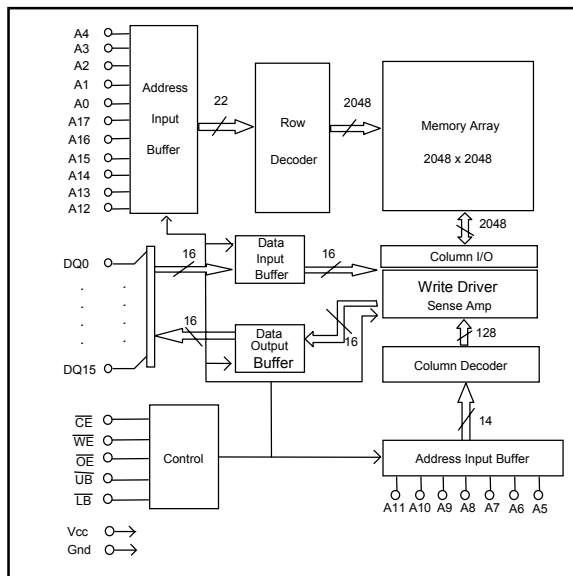 A4
A3
A2
A1
A0
A17
A16
A15
A14
A13
A12
Address
Input
Buffer
22
Row
Decoder
2048
Memory Array
2048 x 2048
2048
Column I/O
Write Driver
Sense Amp
128
Column Decoder
14
Address Input Buffer
A11 A10 A9 A8 A7 A6 A5
DQ0
DQ15
16
Data
Input
Buffer
16
16
Data
Output
Buffer
16
CE
WE
OE
UB
LB
Control
Vcc
Gnd